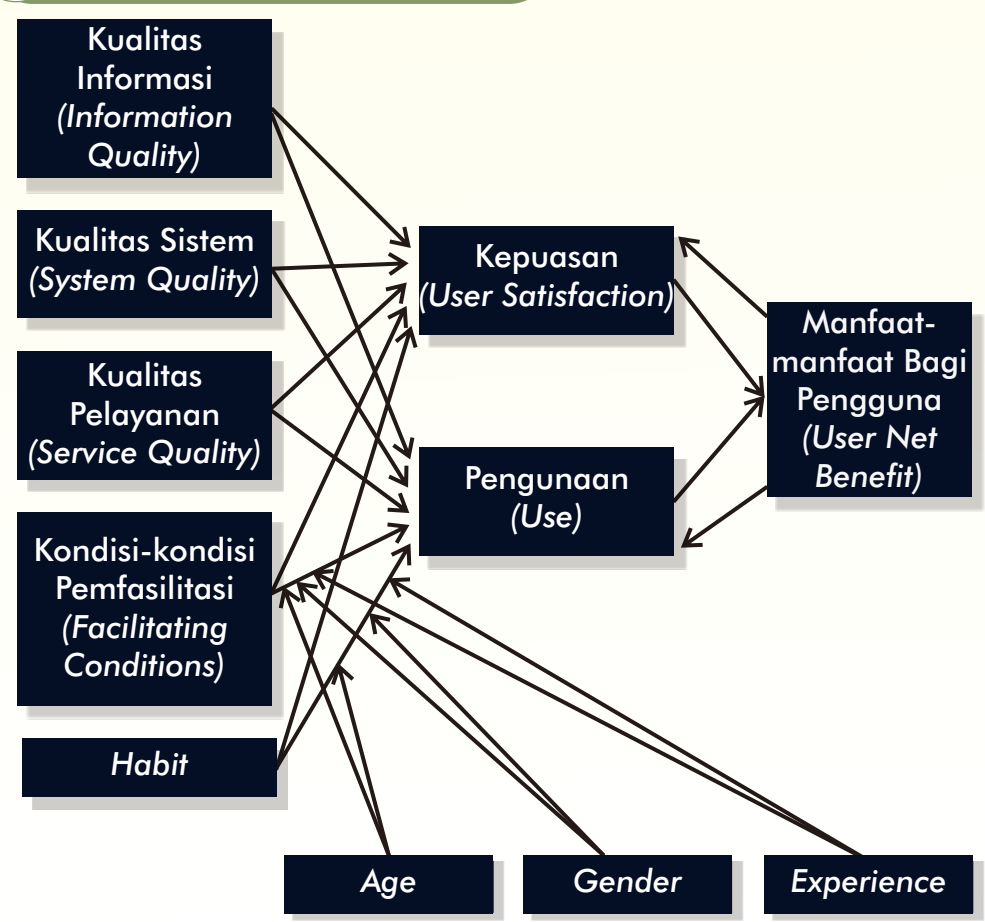 Kualitas
Informasi
(Information
Quality)
Kualitas Sistem
(System Quality)
Kualitas
Pelayanan
(Service Quality)
Kondisi-kondisi
Pemfasilitasi
(Facilitating
Conditions)
Habit
Kepuasan
(User Satisfaction)
Pengunaan
(Use)
Manfaat-
manfaat Bagi
Pengguna
(User Net
Benefit)
Age
Gender
Experience